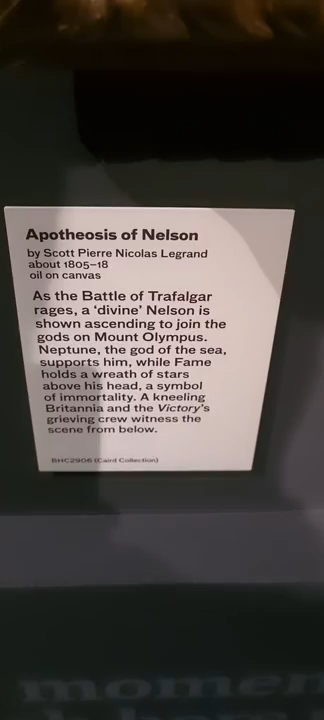 Apotheosis of Nelson
by Scott Pierre Nicolas Legrand
about 1805–18
oil on canvas
As the Battle of Trafalgar
rages, a ‘divine’ Nelson is
shown ascending to join the
gods on Mount Olympus.
Neptune, the god of the sea,
supports him, while Fame
holds a wreath of stars
above his head, a symbol
of immortality. A kneeling
Britannia and the Victory’s
grieving crew witness the
scene from below.
BHC2906 (Caird Collection)